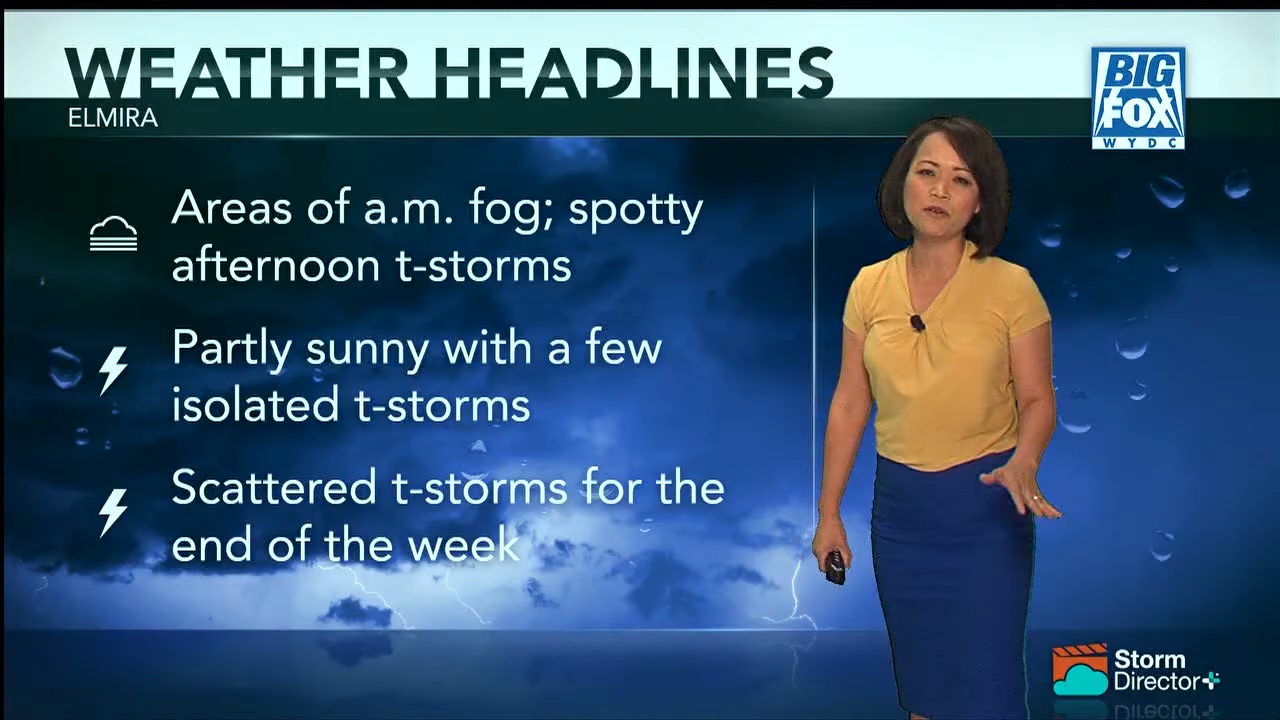 WEATHER HEADLINES
ELMIRA
BIG
FOX
WYDC
Areas of a.m. fog; spotty
afternoon t-storms
Partly sunny with a few
isolated t-storms
Scattered t-storms for the
end of the week
Storm
Director+